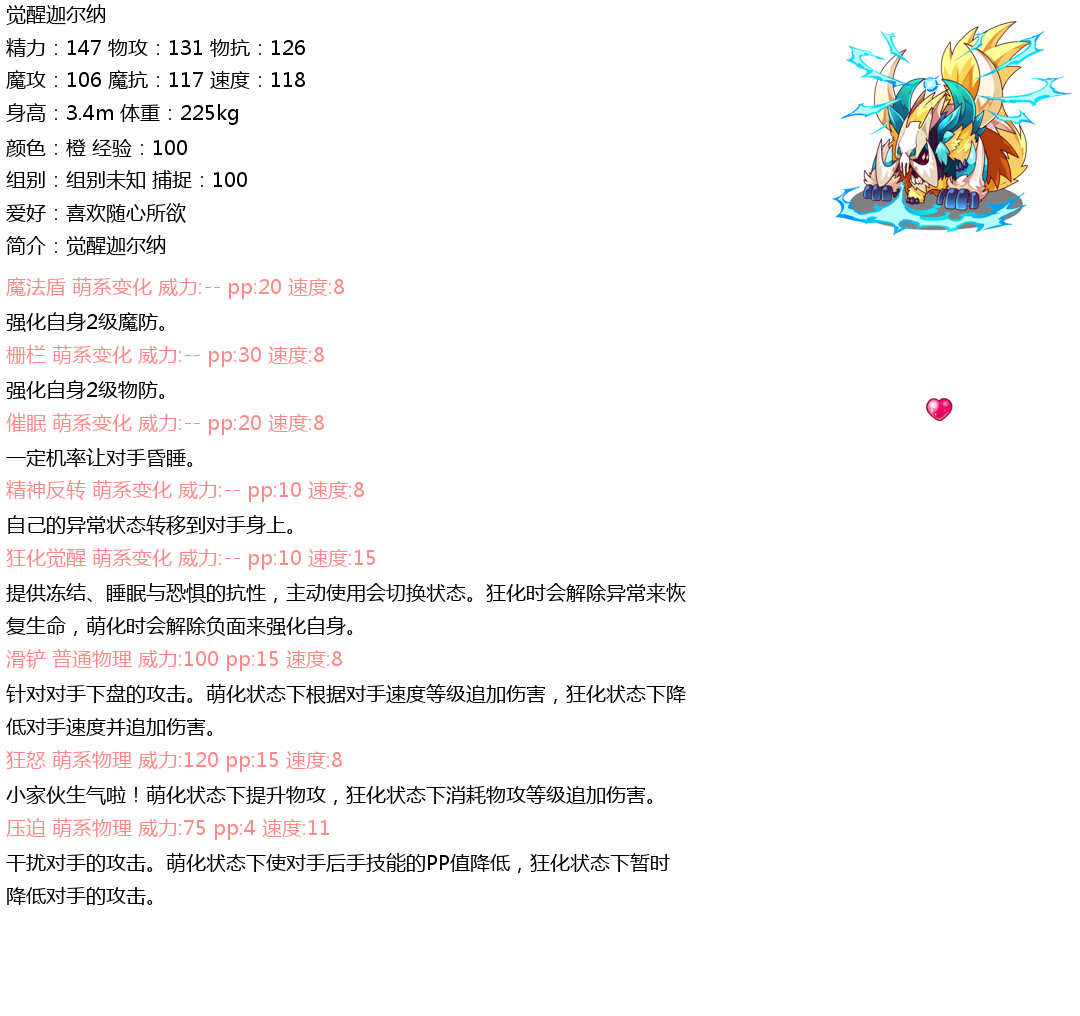 觉醒迦尔纳
精力：147 物攻：131 物抗：126
魔攻：106 魔抗：117 速度：118
身高：3.4m 体重：225kg
颜色：橙 经验：100
组别：组别未知 捕捉：100
爱好：喜欢随心所欲
简介：觉醒迦尔纳
魔法盾 萌系变化 威力:-- pp:20 速度:8
强化自身2级魔防。
栅栏 萌系变化 威力:-- pp:30 速度:8
强化自身2级物防。
催眠 萌系变化 威力:-- pp:20 速度:8
一定机率让对手昏睡。
精神反转 萌系变化 威力:-- pp:10 速度:8
自己的异常状态转移到对手身上。
狂化觉醒 萌系变化 威力:-- pp:10 速度:15
提供冻结、睡眠与恐惧的抗性，主动使用会切换状态。狂化时会解除异常来恢
复生命，萌化时会解除负面来强化自身。
滑铲 普通物理 威力:100 pp:15 速度:8
针对对手下盘的攻击。萌化状态下根据对手速度等级追加伤害，狂化状态下降
低对手速度并追加伤害。
狂怒 萌系物理 威力:120 pp:15 速度:8
小家伙生气啦！萌化状态下提升物攻，狂化状态下消耗物攻等级追加伤害。
压迫 萌系物理 威力:75 pp:4 速度:11
干扰对手的攻击。萌化状态下使对手后手技能的PP值降低，狂化状态下暂时
降低对手的攻击。